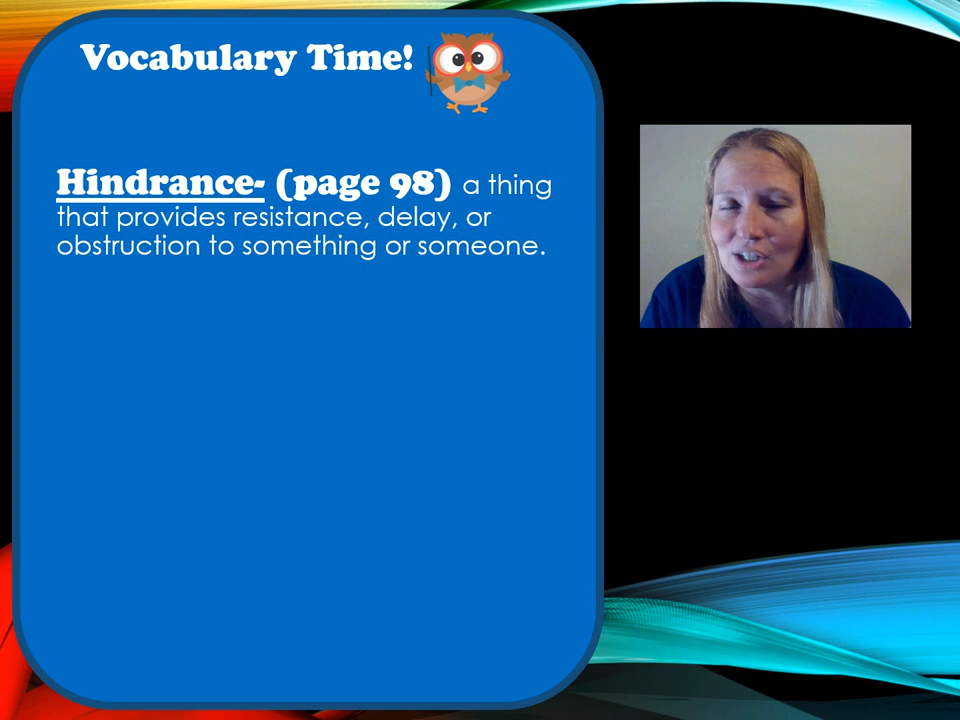 Vocabulary Time!
Hindrance- (page 98) a thing
that provides resistance, delay, or
obstruction to something or someone.